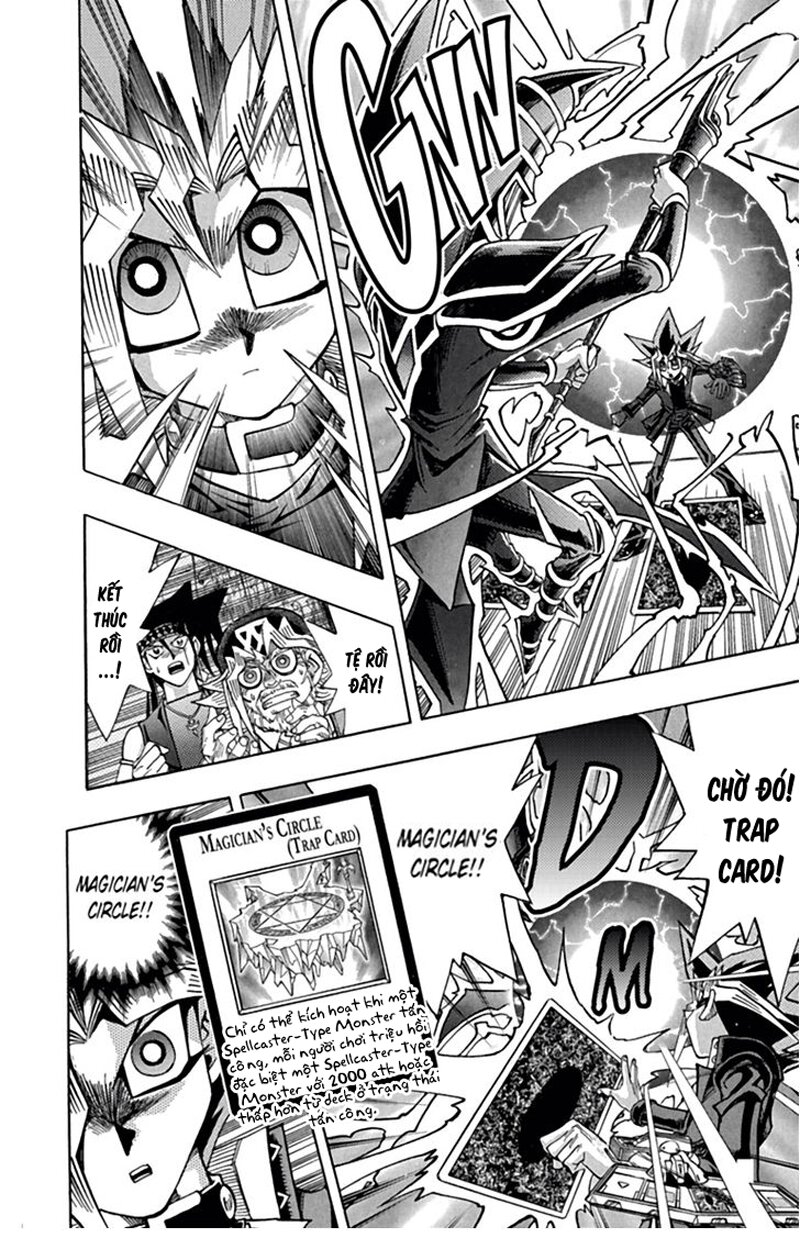 GNN
KẾT
THÚC
RỒI
...!
TỆ RỒI
ĐÂY!
CHỜ ĐÓ!
TRAP
CARD!
D
M
MAGICIAN'S
CIRCLE!!
MAGICIAN'S CIRCLE
(TRAP CARD)
Chỉ có thể kích hoạt khi một
Spellcaster-Type Monster tấn
công, mỗi người chơi triệu hồi
đặc biệt một Spellcaster-Type
Monster với 2000 atk hoặc
thấp hơn từ deck ở trạng thái
tấn công.
MAGICIAN'S
CIRCLE!!